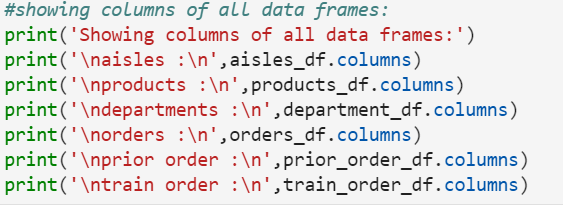 #showing columns of all data frames:
print('Showing columns of all data frames:')
print('\naisles :\n',aisles_df.columns)
print('\nproducts :\n',products_df.columns)
print('\ndepartments :\n',department_df.columns)
print('\norders :\n',orders_df.columns)
print('\nprior order :\n',prior_order_df.columns)
print('\ntrain order :\n',train_order_df.columns)